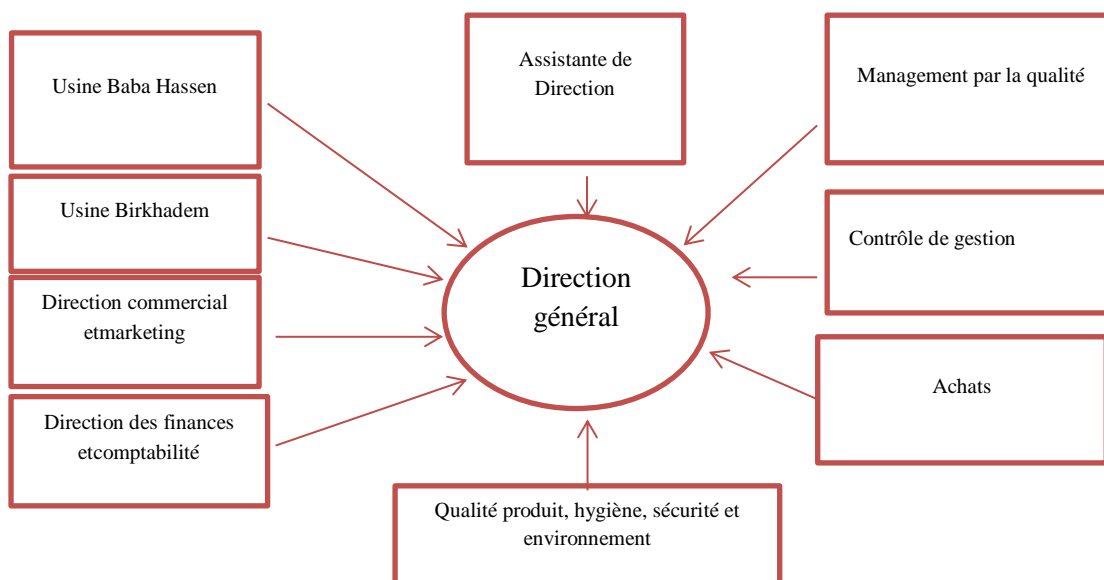 Usine Baba Hassen
Usine Birkhadem
Direction commercial
etmarketing
Direction des finances
etcomptabilité
Assistante de
Direction
Direction
général
Qualité produit, hygiène, sécurité et
environnement
Management par la qualité
Contrôle de gestion
Achats